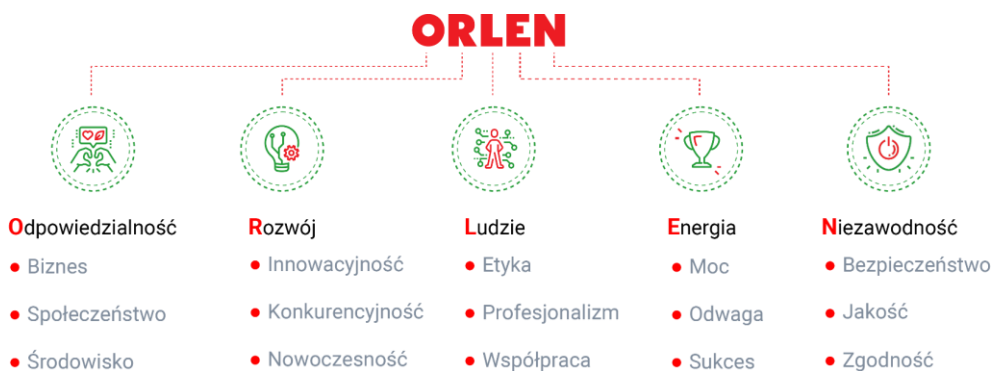 ORLEN
Odpowiedzialność
Biznes
Społeczeństwo
Środowisko
Rozwój
Innowacyjność
Konkurencyjność
Nowoczesność
Ludzie
Etyka
Profesjonalizm
Współpraca
Energia
Moc
Odwaga
Sukces
Niezawodność
Bezpieczeństwo
Jakość
Zgodność